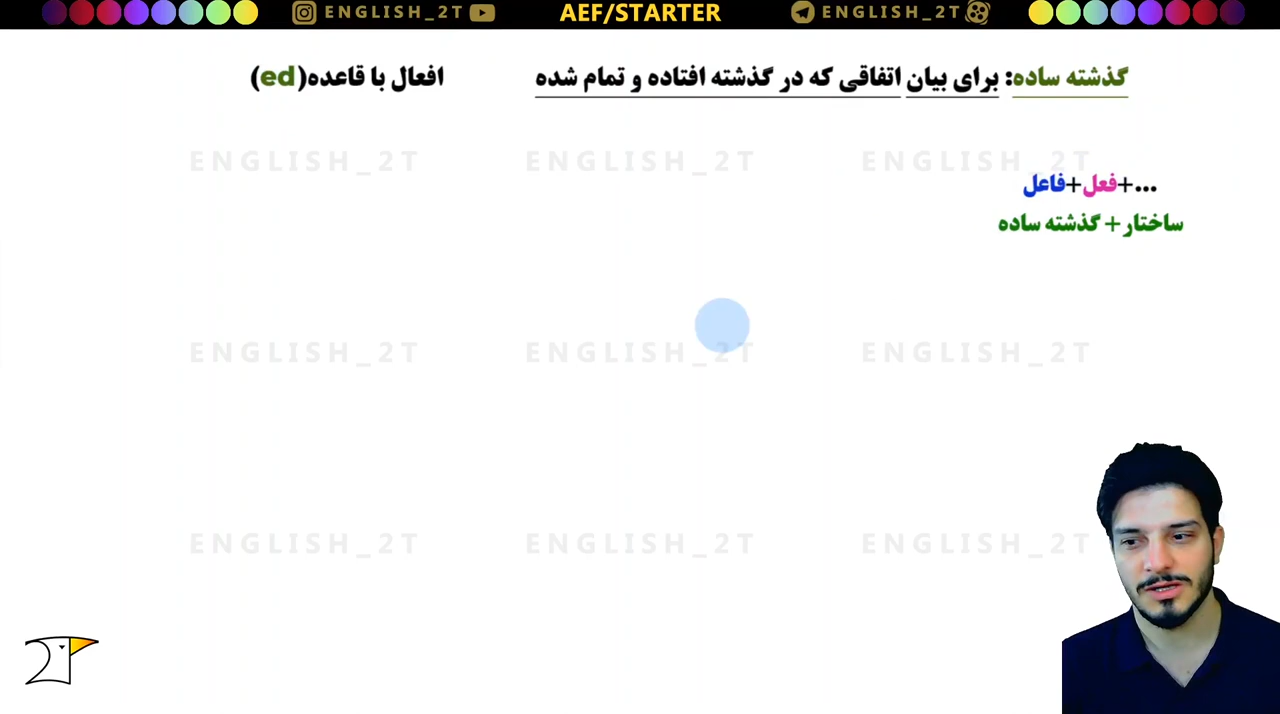 ENGLISH_2T AEF/STARTER ENGLISH_2T
گذشته ساده: برای بیان اتفاقی که در گذشته افتاده و تمام شده افعال با قاعده(ed)
ENGLISH_2T ENGLISH_2T ENGLISH_2T
فاعل+فعل+...
ساختار+ گذشته ساده
ENGLISH_2T ENGLISH_2T ENGLISH_2T
ENGLISH_2T ENGLISH_2T ENGLISH_2T
2T